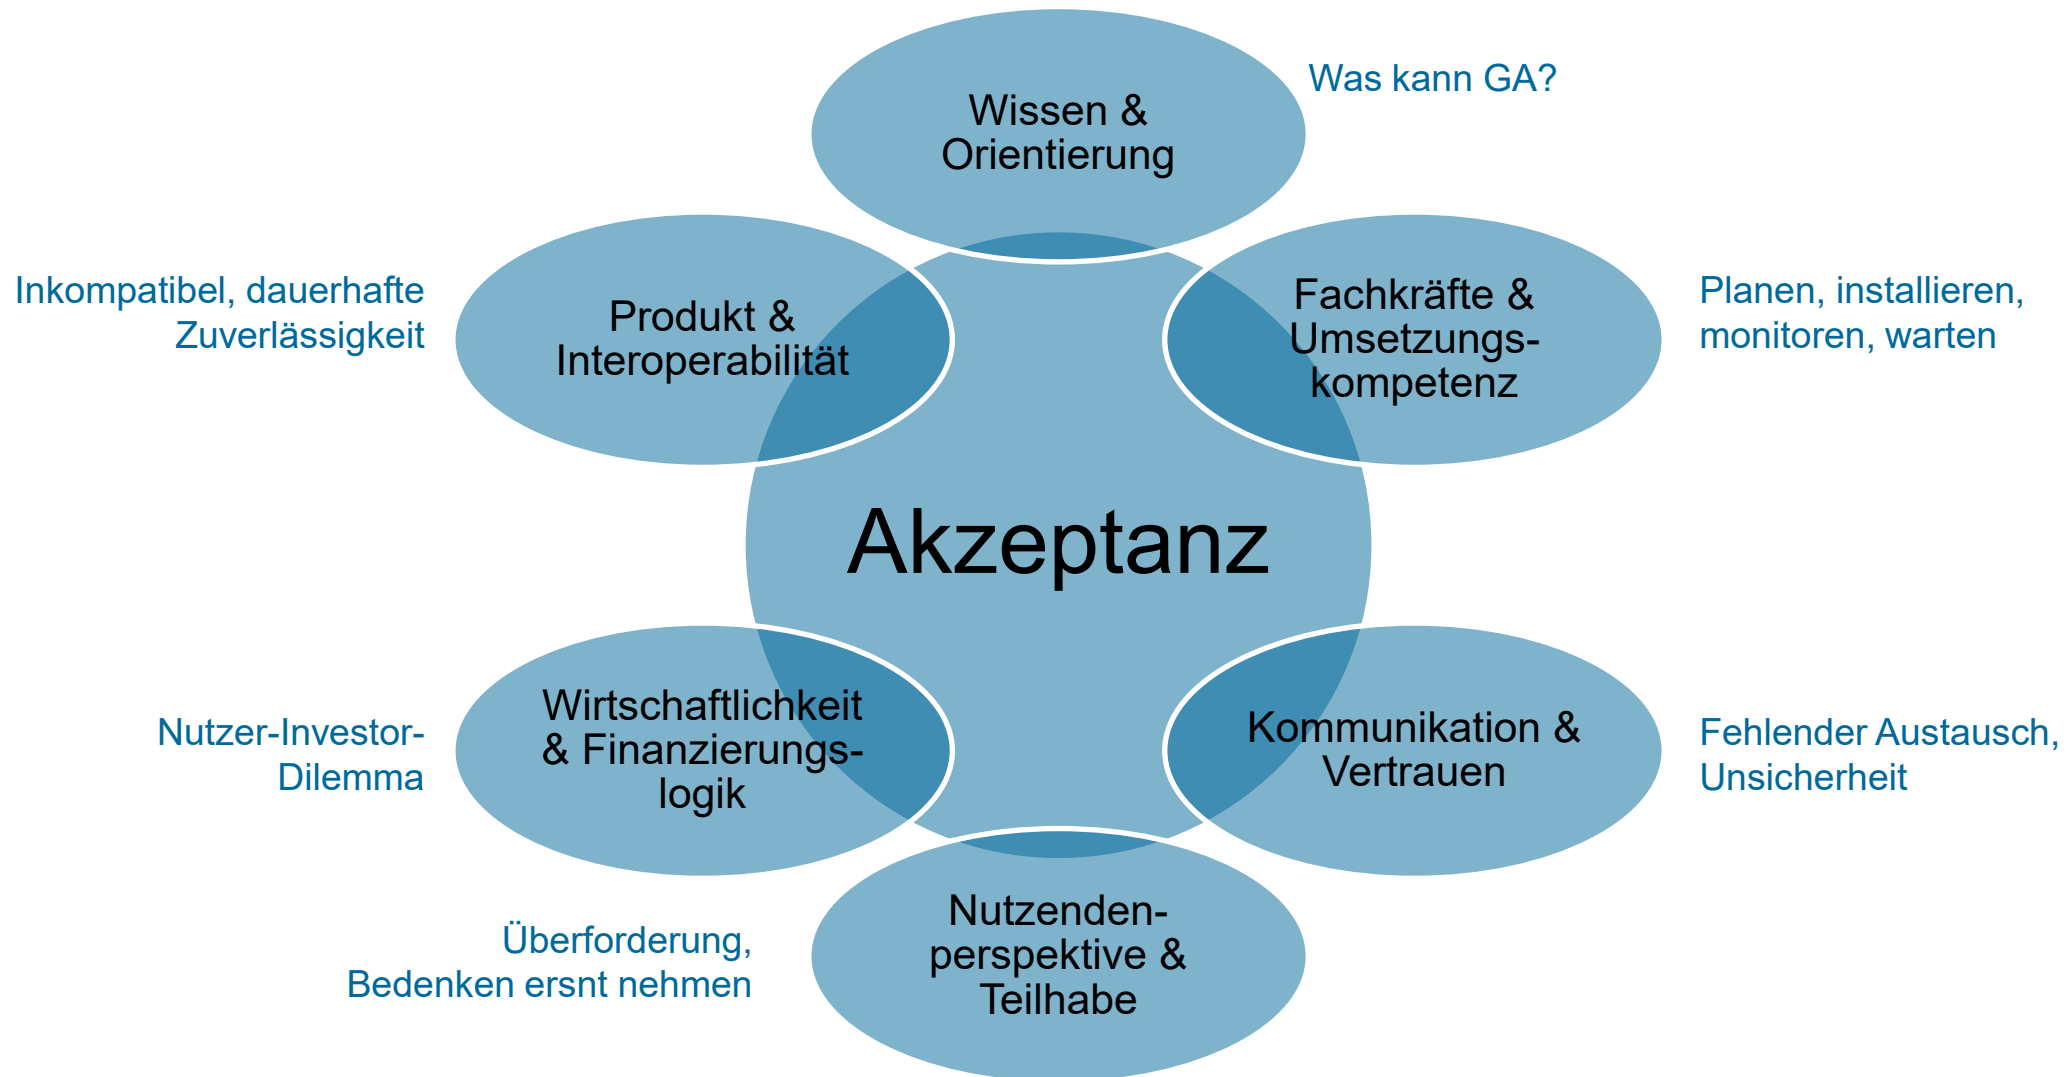 Wissen &
Orientierung
Was kann GA?
Fachkräfte &
Umsetzungs-
kompetenz
Planen, installieren,
monitoren, warten
Kommunikation &
Vertrauen
Fehlender Austausch,
Unsicherheit
Nutzenden-
perspektive &
Teilhabe
Überforderung,
Bedenken ersnt nehmen
Wirtschaftlichkeit
& Finanzierungs-
logik
Nutzer-Investor-
Dilemma
Produkt &
Interoperabilität
Inkompatibel, dauerhafte
Zuverlässigkeit
Akzeptanz